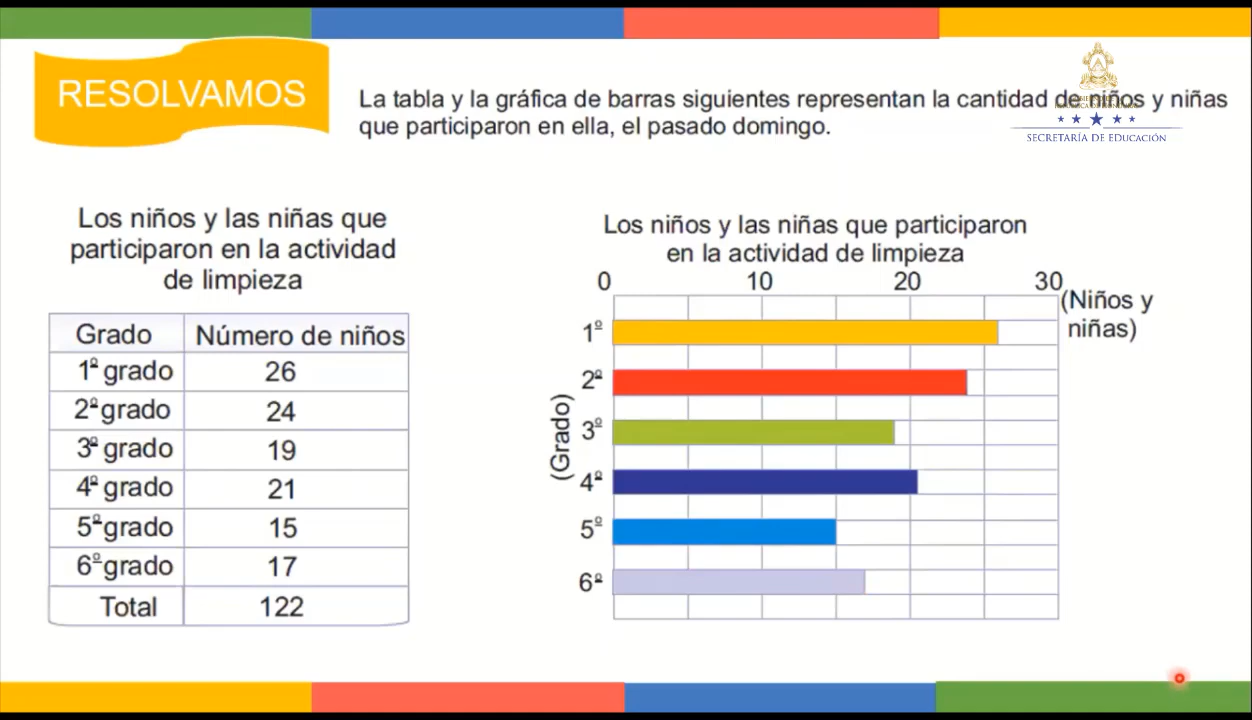 RESOLVAMOS
La tabla y la gráfica de barras siguientes representan la cantidad de niños y niñas
que participaron en ella, el pasado domingo.
SECRETARÍA DE EDUCACIÓN
Los niños y las niñas que
participaron en la actividad
de limpieza
Grado Número de niños
1º grado 26
2º grado 24
3º grado 19
4º grado 21
5º grado 15
6º grado 17
Total 122
Los niños y las niñas que participaron
en la actividad de limpieza
0 10 20 30
(Niños y
niñas)
(Grado)
1º
2º
3º
4º
5º
6º